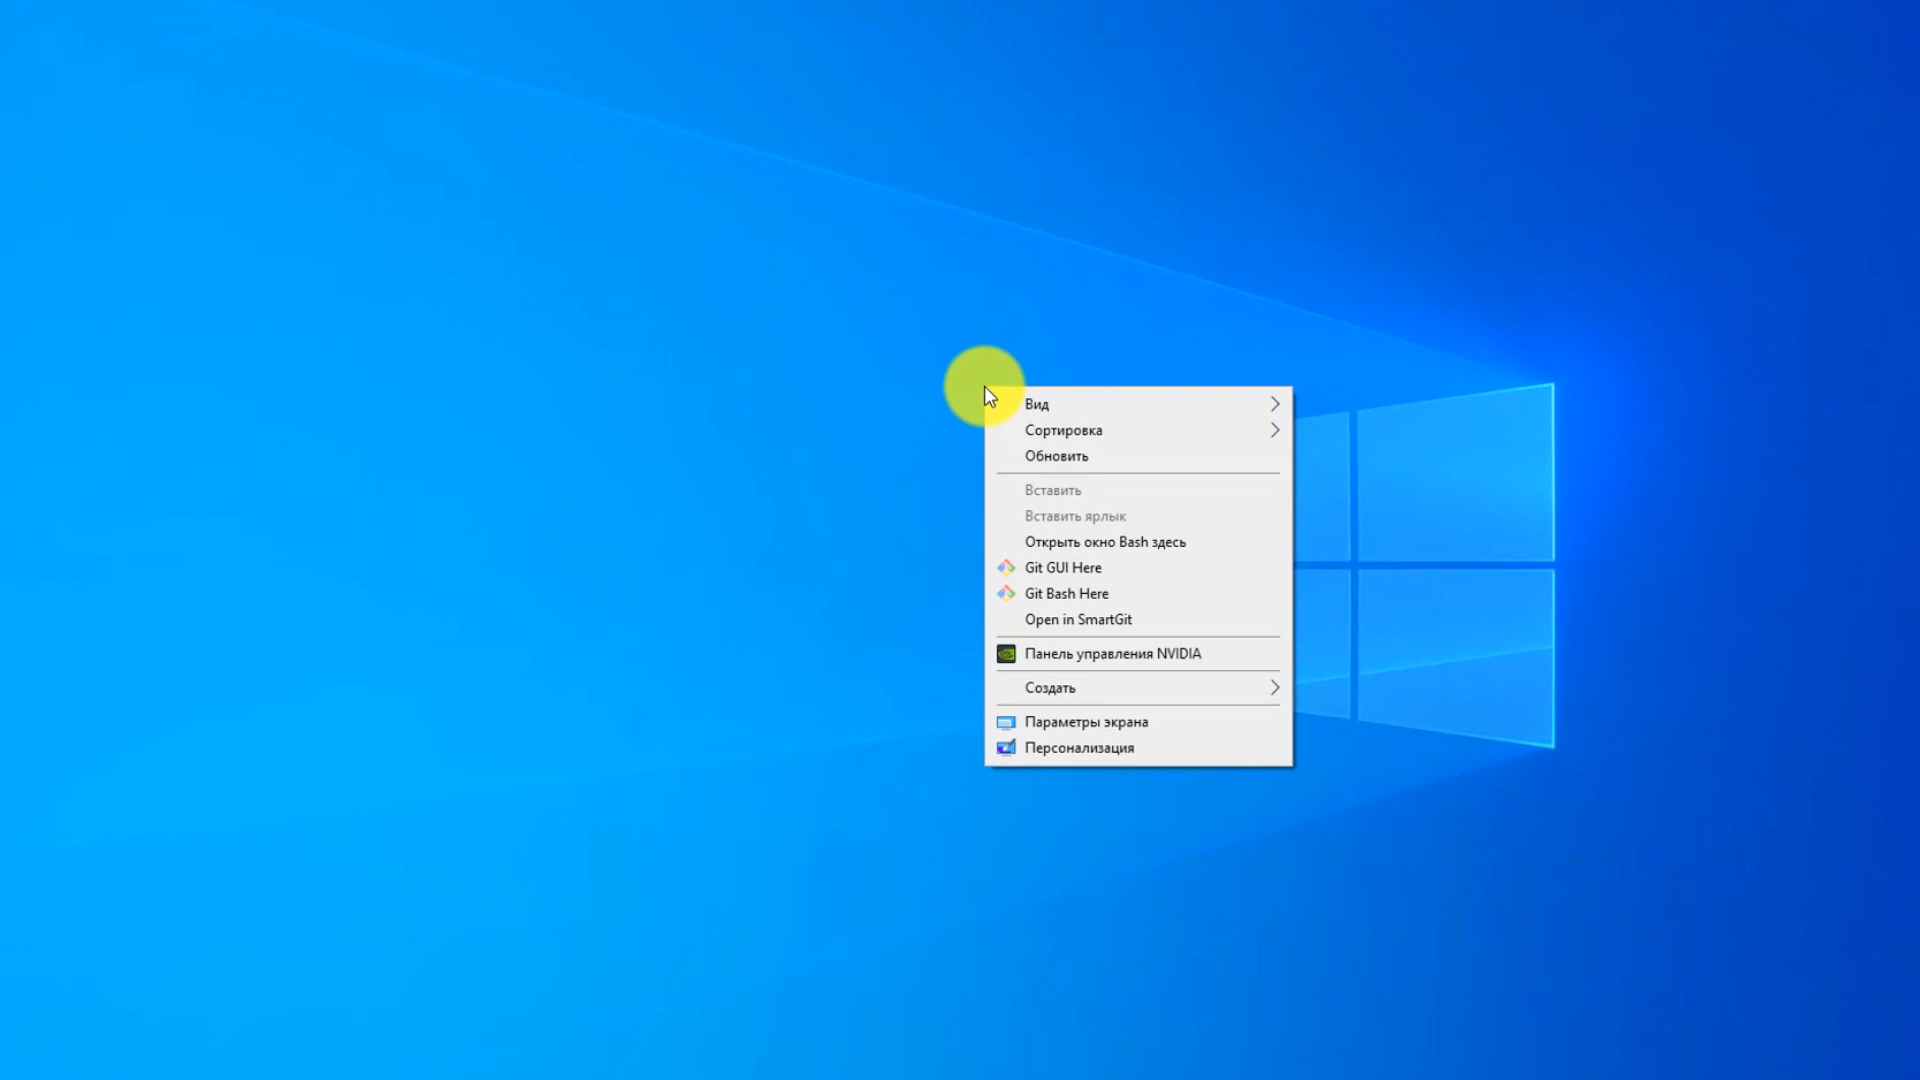 Вид
Сортировка
Обновить
Вставить
Вставить ярлык
Открыть окно Bash здесь
Git GUI Here
Git Bash Here
Open in SmartGit
Панель управления NVIDIA
Создать
Параметры экрана
Персонализация